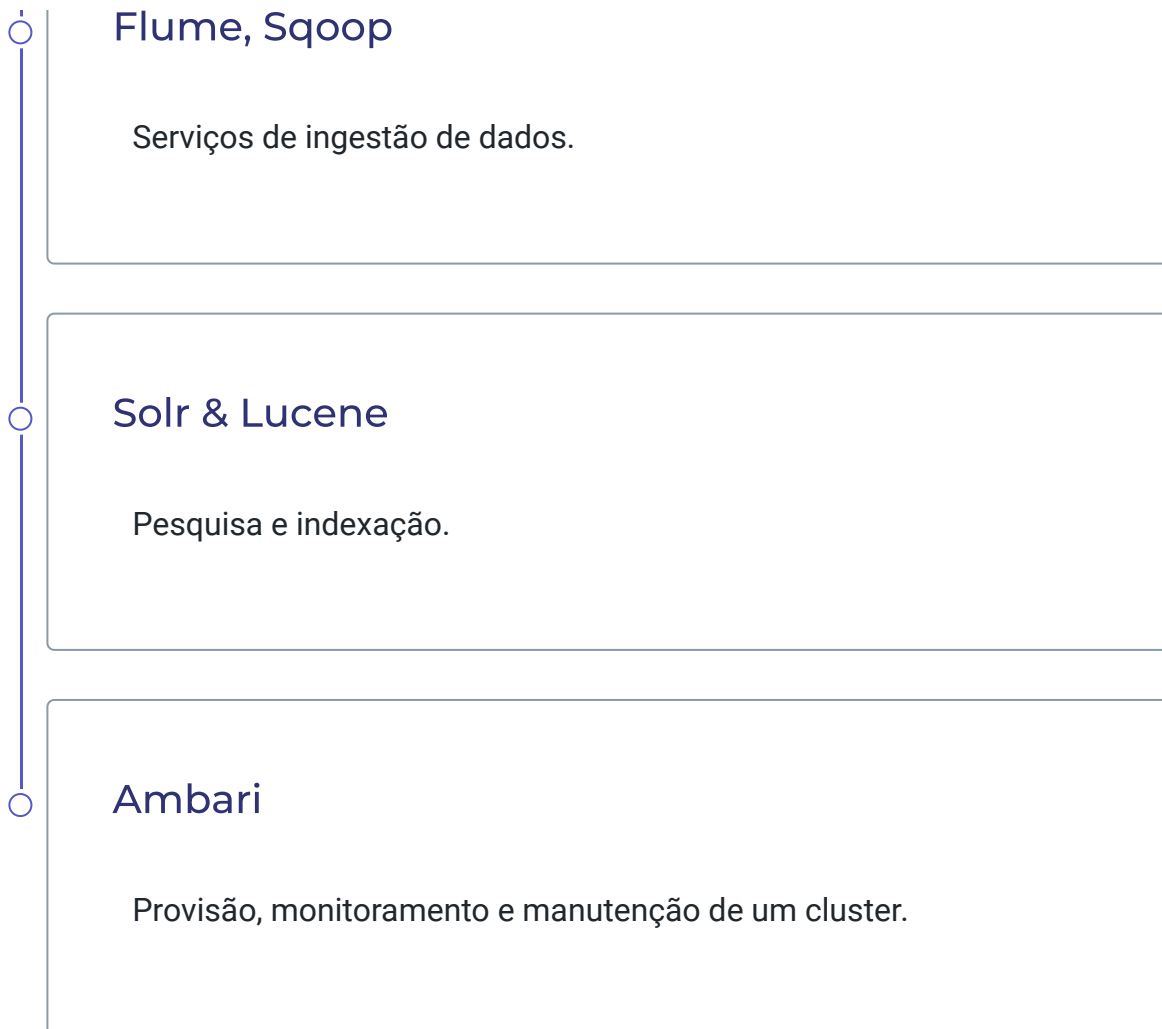 Flume, Sqoop
Serviços de ingestão de dados.
Solr & Lucene
Pesquisa e indexação.
Ambari
Provisão, monitoramento e manutenção de um cluster.